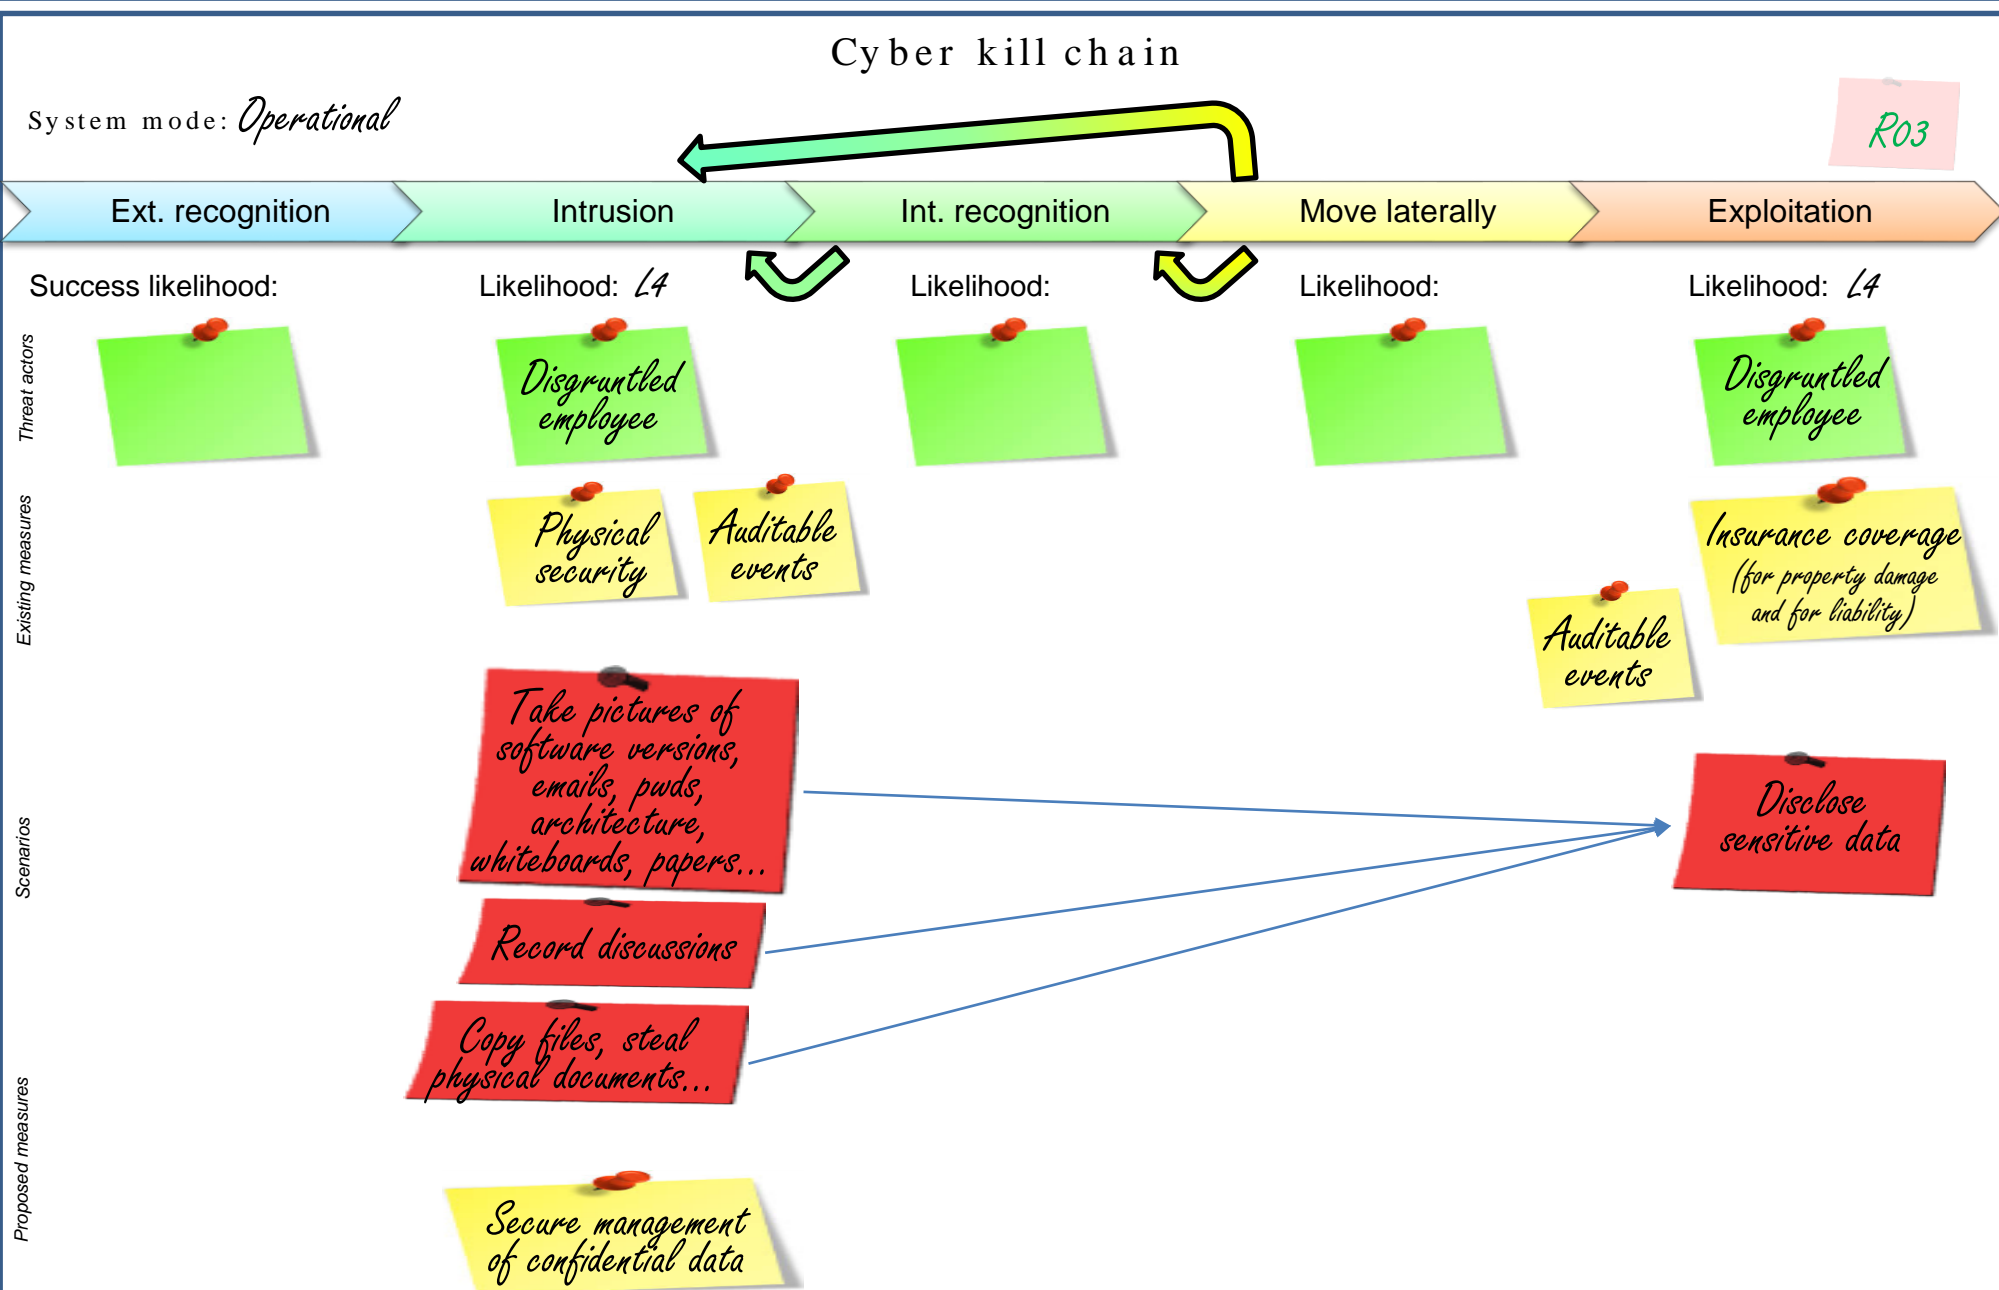 Cyber kill chain
System mode: Operational
R03
Ext. recognition
Intrusion
Int. recognition
Move laterally
Exploitation
Success likelihood:
Likelihood: L4
Likelihood:
Likelihood:
Likelihood: L4
Threat actors
Disgruntled
employee
Disgruntled
employee
Existing measures
Physical
security
Auditable
events
Auditable
events
Insurance coverage
(for property damage
and for liability)
Scenarios
Take pictures of
software versions,
emails, pwds,
architecture,
whiteboards, papers...
Record discussions
Copy files, steal
physical documents...
Disclose
sensitive data
Proposed measures
Secure management
of confidential data